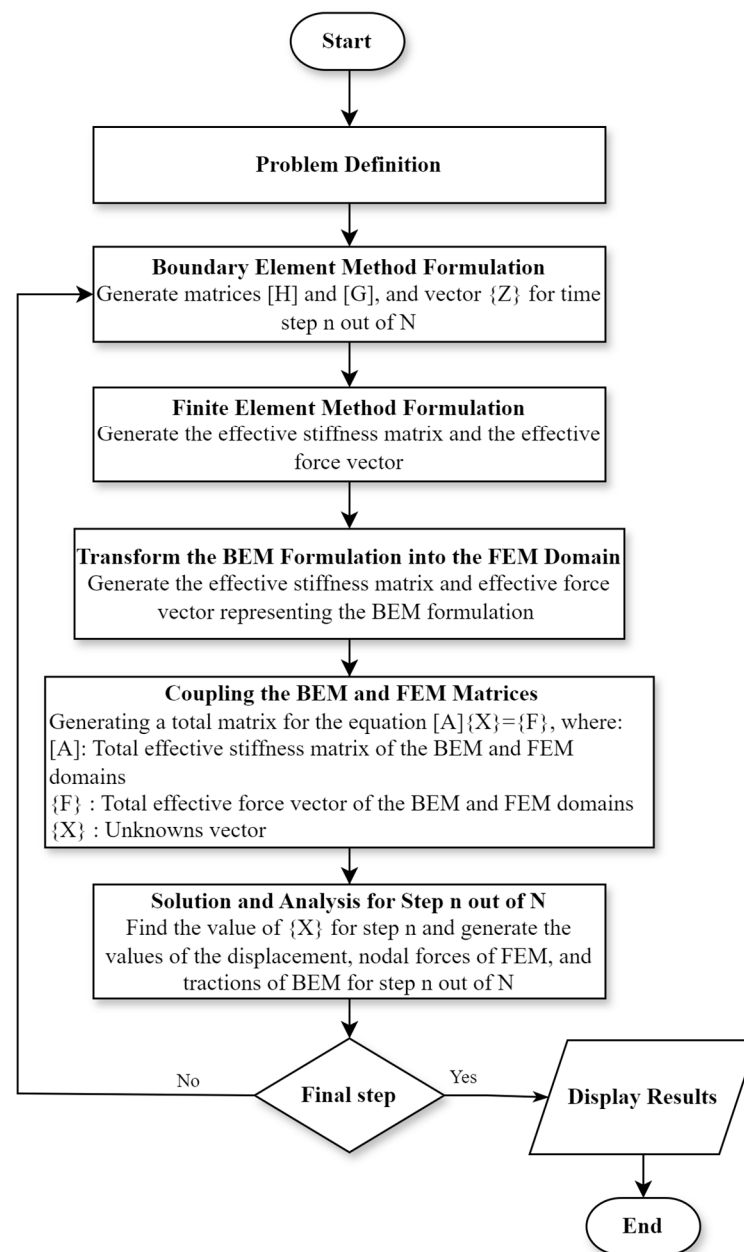 Start
Problem Definition
Boundary Element Method Formulation
Generate matrices [H] and [G], and vector {Z} for time
step n out of N
Finite Element Method Formulation
Generate the effective stiffness matrix and the effective
force vector
Transform the BEM Formulation into the FEM Domain
Generate the effective stiffness matrix and effective force
vector representing the BEM formulation
Coupling the BEM and FEM Matrices
Generating a total matrix for the equation [A]{X}={F}, where:
[A]: Total effective stiffness matrix of the BEM and FEM
domains
{F} : Total effective force vector of the BEM and FEM domains
{X} : Unknowns vector
Solution and Analysis for Step n out of N
Find the value of {X} for step n and generate the
values of the displacement, nodal forces of FEM, and
tractions of BEM for step n out of N
No
Final step
Yes
Display Results
End